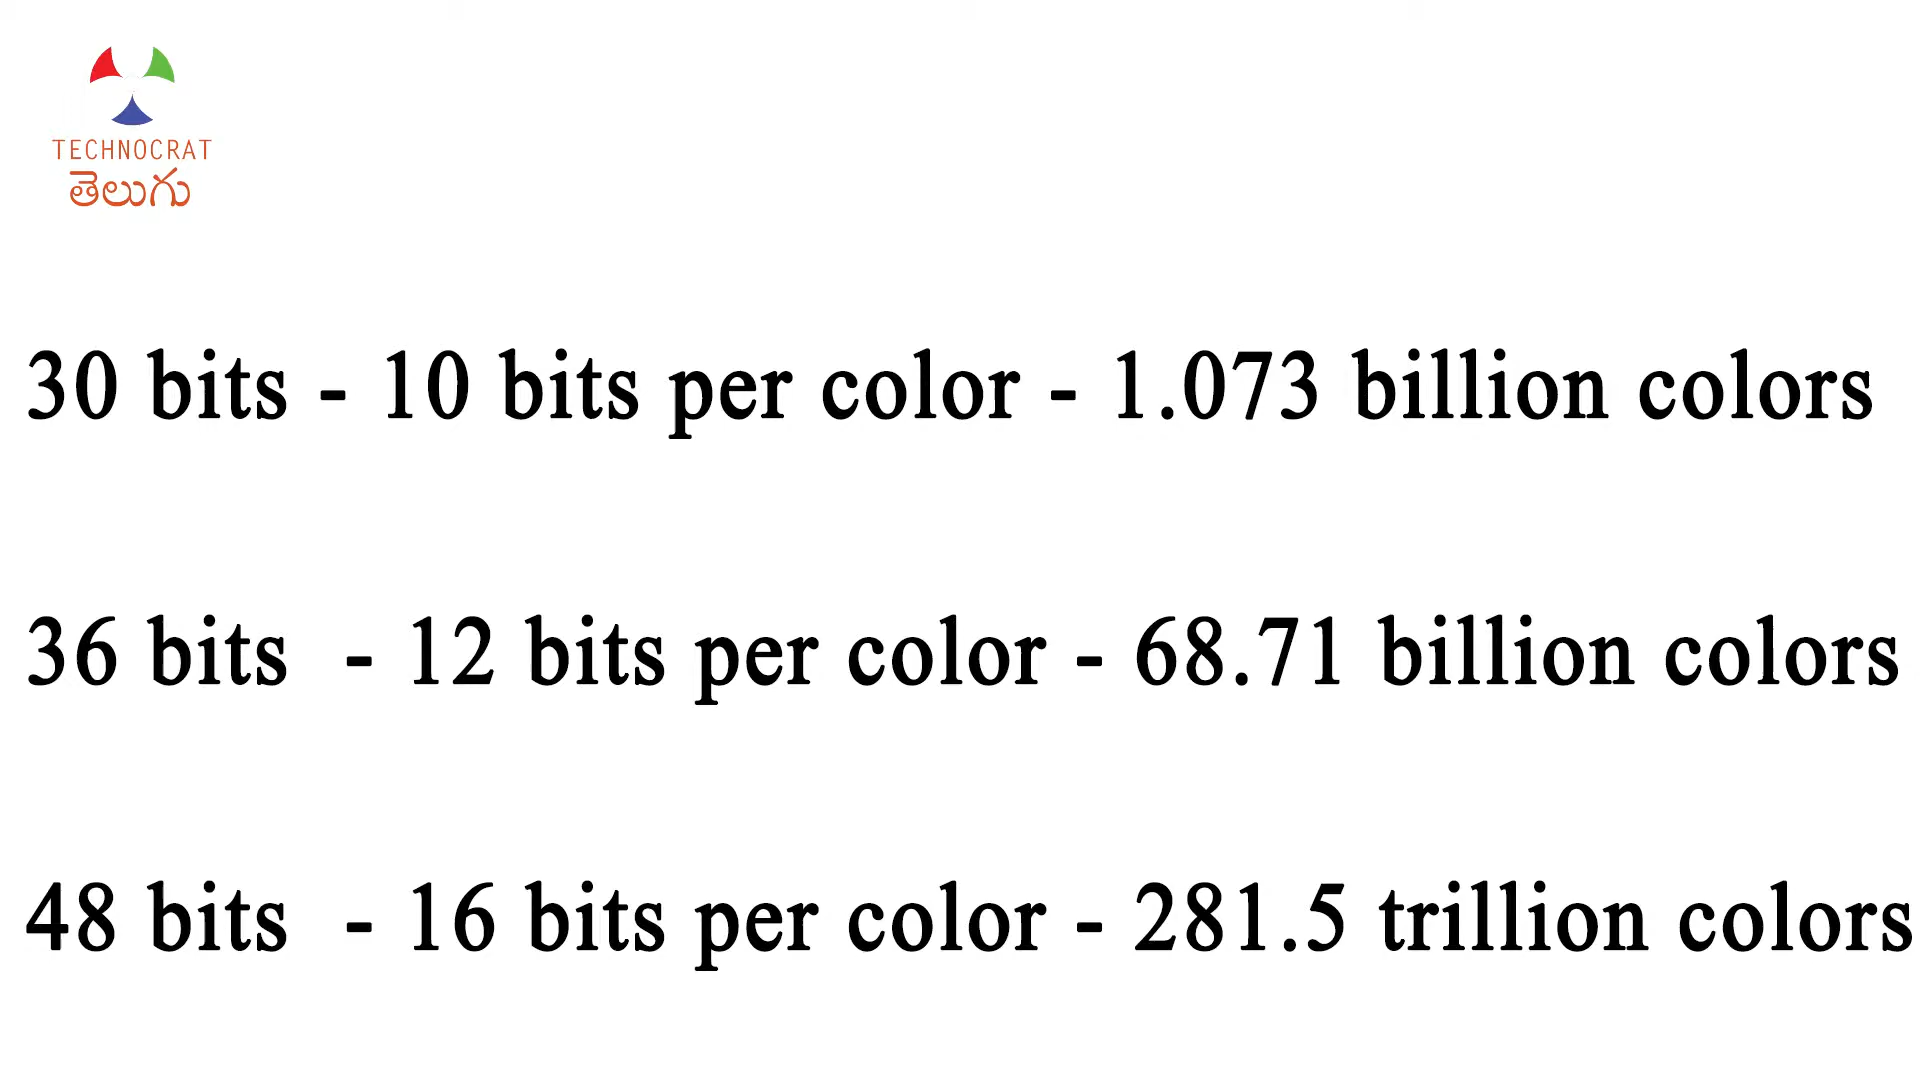 TECHNOCRAT
తెలుగు
30 bits - 10 bits per color - 1.073 billion colors
36 bits - 12 bits per color - 68.71 billion colors
48 bits - 16 bits per color - 281.5 trillion colors